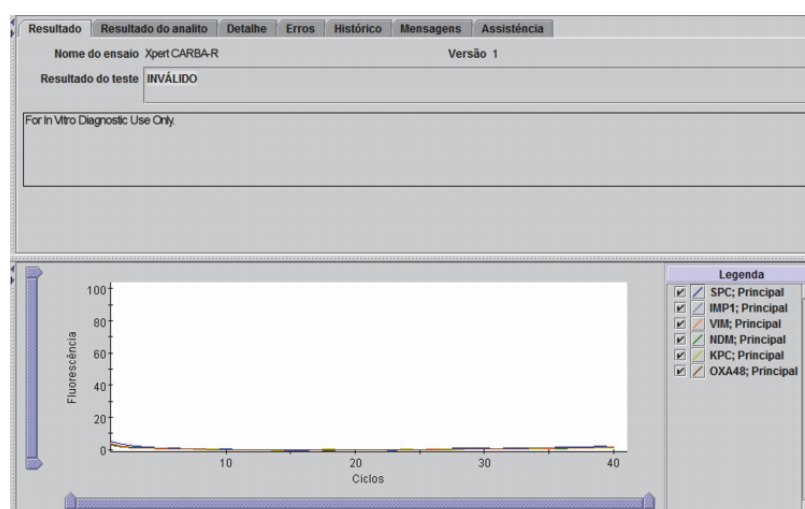 Resultado Resultado do analito Detalhe Erros Histórico Mensagens Assisténcia
Nome do ensaio Xpert CARBA-R Versão 1
Resultado do teste INVÁLIDO
For In Vitro Diagnostic Use Only.
Legenda
SPC; Principal
IMP1; Principal
VIM; Principal
NDM; Principal
KPC; Principal
OXA48; Principal
Fluorescência
100
80
60
40
20
0
10 20 30 40
Ciclos